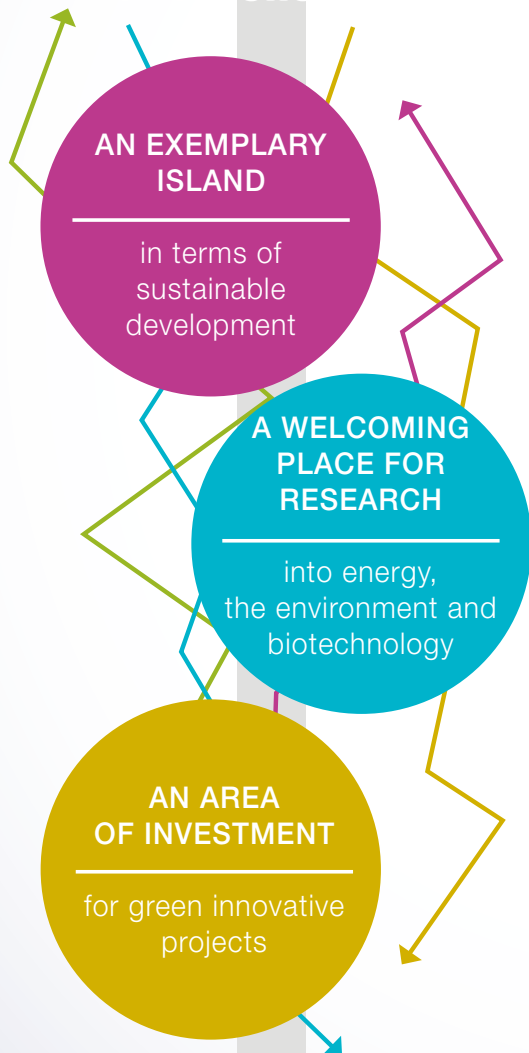 AN EXEMPLARY
ISLAND
in terms of
sustainable
development
A WELCOMING
PLACE FOR
RESEARCH
into energy,
the environment and
biotechnology
AN AREA
OF INVESTMENT
for green innovative
projects